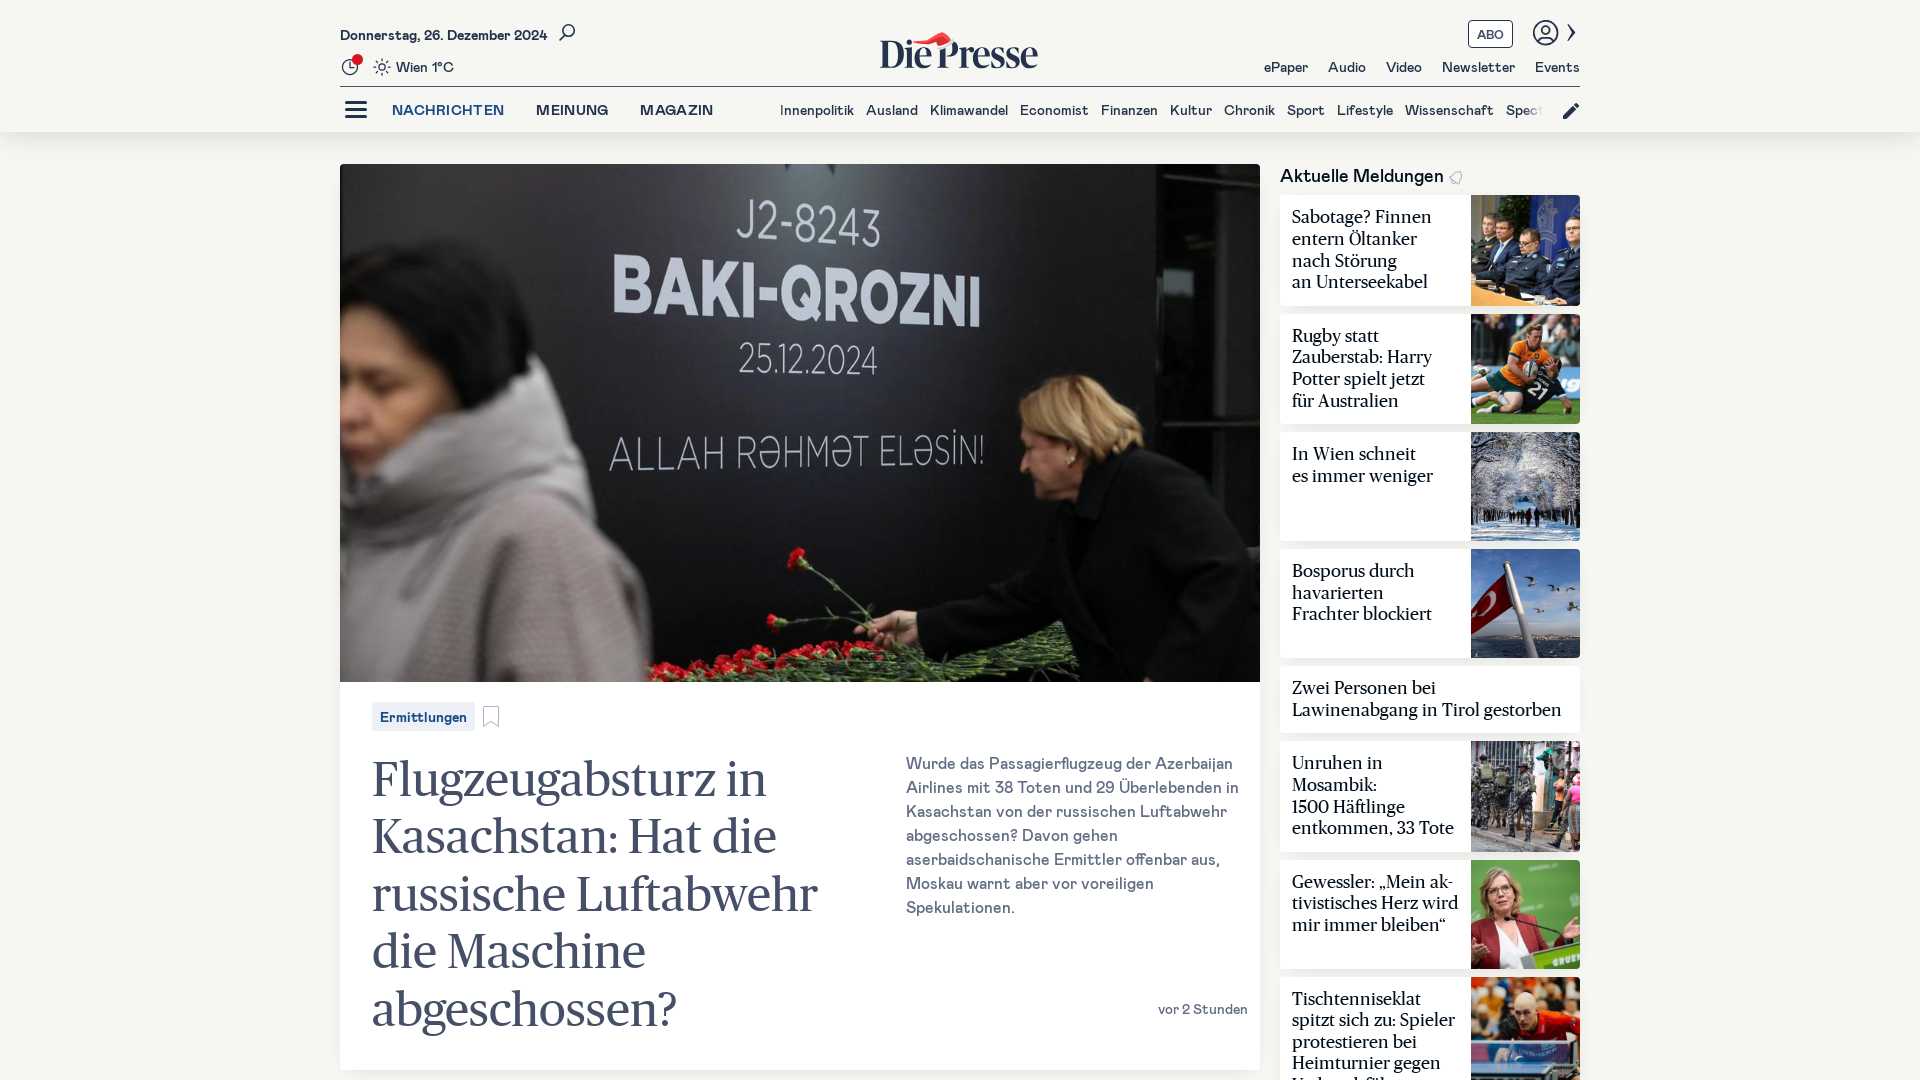 Donnerstag, 26. Dezember 2024
Wien 1°C
Die Presse
ABO
ePaper Audio Video Newsletter Events
NACHRICHTEN MEINUNG MAGAZIN
Innenpolitik Ausland Klimawandel Economist Finanzen Kultur Chronik Sport Lifestyle Wissenschaft Spect
J2-8243
BAKI-QROZNI
25.12.2024
ALLAH RƏHMƏT ELƏSİN!
Ermittlungen
Flugzeugabsturz in
Kasachstan: Hat die
russische Luftabwehr
die Maschine
abgeschossen?
Wurde das Passagierflugzeug der Azerbaijan
Airlines mit 38 Toten und 29 Überlebenden in
Kasachstan von der russischen Luftabwehr
abgeschossen? Davon gehen
aserbaidschanische Ermittler offenbar aus,
Moskau warnt aber vor voreiligen
Spekulationen.
vor 2 Stunden
Aktuelle Meldungen
Sabotage? Finnen
entern Öltanker
nach Störung
an Unterseekabel
Rugby statt
Zauberstab: Harry
Potter spielt jetzt
für Australien
21
In Wien schneit
es immer weniger
Bosporus durch
havarierten
Frachter blockiert
Zwei Personen bei
Lawinenabgang in Tirol gestorben
Unruhen in
Mosambik:
1500 Häftlinge
entkommen, 33 Tote
Gewessler: „Mein ak-
tivistisches Herz wird
mir immer bleiben“
GRUEN
Tischtenniseklat
spitzt sich zu: Spieler
protestieren bei
Heimturnier gegen